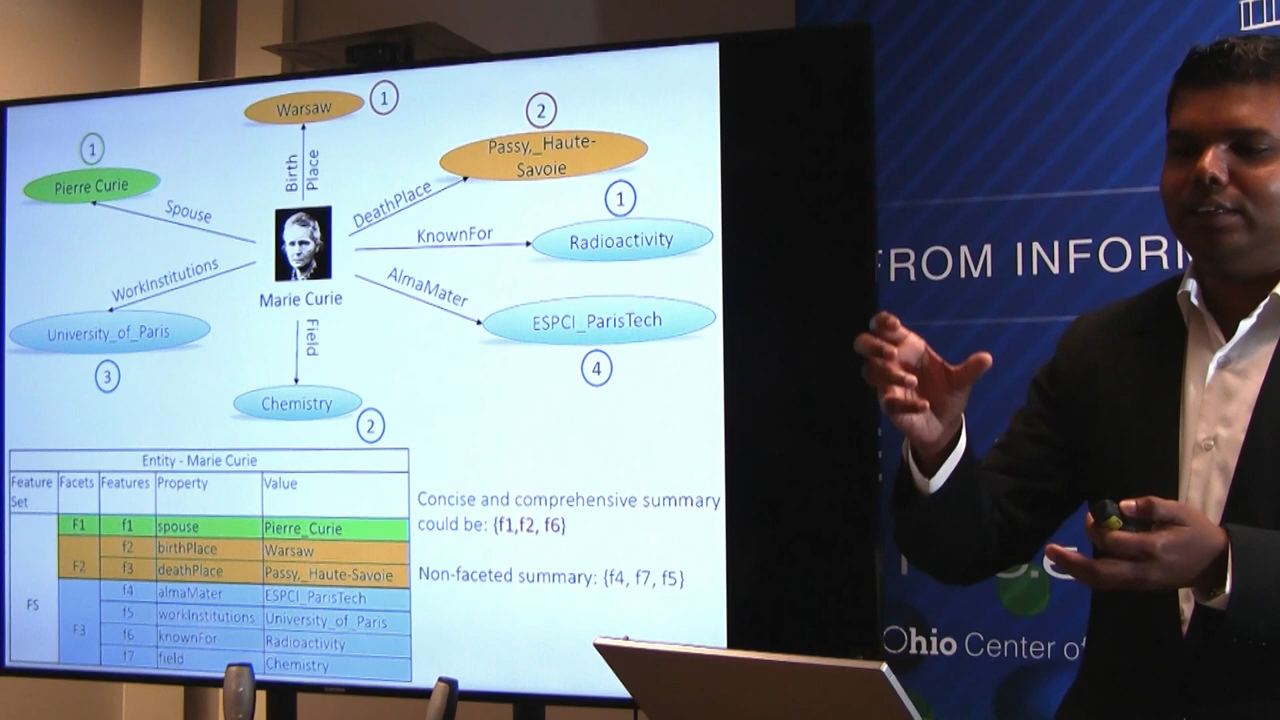 Warsaw
1
2
Passy,_Haute-
Savoie
1
Pierre Curie
Birth
Place
Spouse
DeathPlace
1
KnownFor
Radioactivity
WorkInstitutions
Marie Curie
AlmaMater
University_of_Paris
ESPCI_ParisTech
3
Field
4
Chemistry
2
Entity - Marie Curie
Feature Set Facets Features Property Value
FS
F1 f1 spouse Pierre_Curie
F2 f2 birthPlace Warsaw
f3 deathPlace Passy,_Haute-Savoie
F3 f4 almaMater ESPCI_ParisTech
f5 workInstitutions University_of_Paris
f6 knownFor Radioactivity
f7 field Chemistry
Concise and comprehensive summary
could be: {f1,f2, f6}
Non-faceted summary: {f4, f7, f5}
FROM INFOR
Ohio Center of